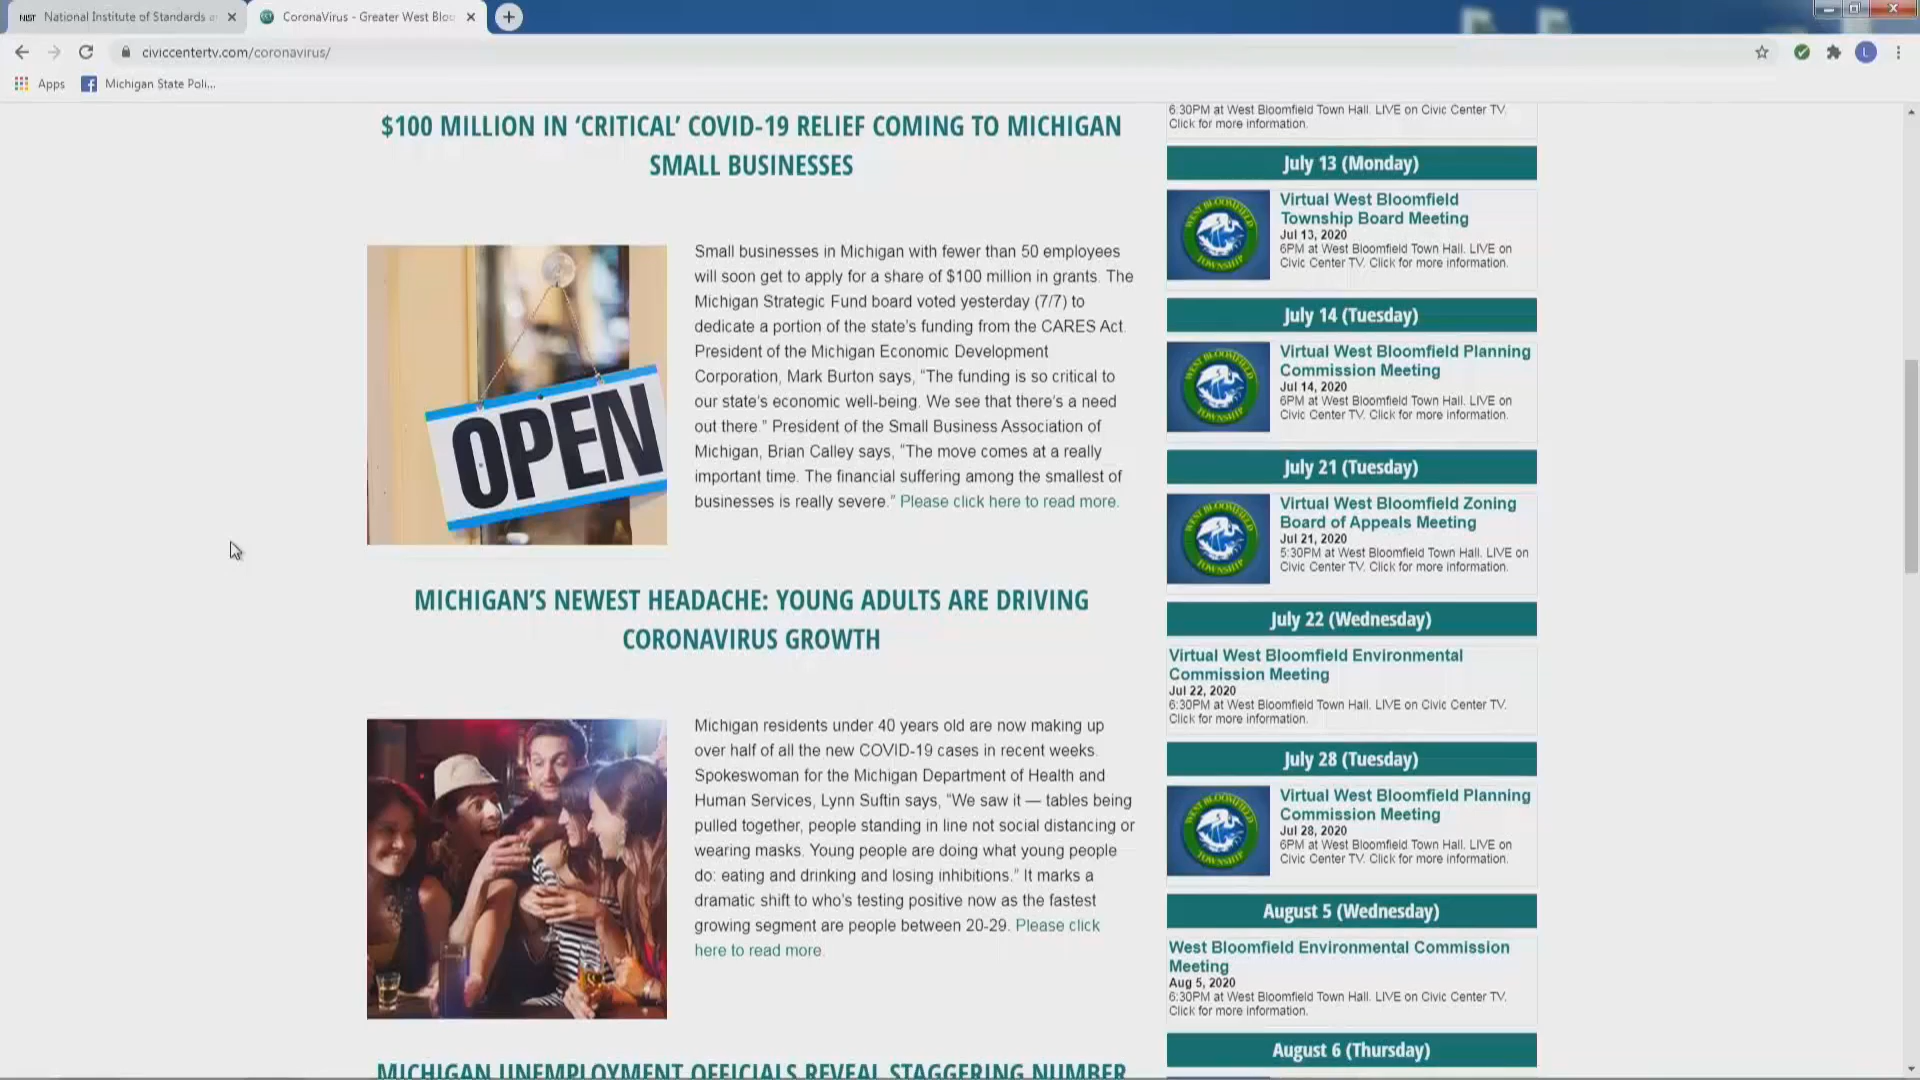 NIST National Institute of Standards
CoronaVirus - Greater West Bloo
civiccentertv.com/coronavirus/
L
Apps
Michigan State Poli...
$100 MILLION IN ‘CRITICAL’ COVID-19 RELIEF COMING TO MICHIGAN
SMALL BUSINESSES
OPEN
Small businesses in Michigan with fewer than 50 employees
will soon get to apply for a share of $100 million in grants. The
Michigan Strategic Fund board voted yesterday (7/7) to
dedicate a portion of the state’s funding from the CARES Act.
President of the Michigan Economic Development
Corporation, Mark Burton says, “The funding is so critical to
our state’s economic well-being. We see that there’s a need
out there.” President of the Small Business Association of
Michigan, Brian Calley says, “The move comes at a really
important time. The financial suffering among the smallest of
businesses is really severe.” Please click here to read more.
MICHIGAN’S NEWEST HEADACHE: YOUNG ADULTS ARE DRIVING
CORONAVIRUS GROWTH
Michigan residents under 40 years old are now making up
over half of all the new COVID-19 cases in recent weeks.
Spokeswoman for the Michigan Department of Health and
Human Services, Lynn Suftin says, “We saw it — tables being
pulled together, people standing in line not social distancing or
wearing masks. Young people are doing what young people
do: eating and drinking and losing inhibitions.” It marks a
dramatic shift to who’s testing positive now as the fastest
growing segment are people between 20-29. Please click
here to read more.
MICHIGAN UNEMPLOYMENT OFFICIALS REVEAL STAGGERING NUMBER
6:30PM at West Bloomfield Town Hall. LIVE on Civic Center TV.
Click for more information.
July 13 (Monday)
WEST BLOOMFIELD TOWNSHIP
Virtual West Bloomfield
Township Board Meeting
Jul 13, 2020
6PM at West Bloomfield Town Hall. LIVE on
Civic Center TV. Click for more information.
July 14 (Tuesday)
WEST BLOOMFIELD TOWNSHIP
Virtual West Bloomfield Planning
Commission Meeting
Jul 14, 2020
6PM at West Bloomfield Town Hall. LIVE on
Civic Center TV. Click for more information.
July 21 (Tuesday)
WEST BLOOMFIELD TOWNSHIP
Virtual West Bloomfield Zoning
Board of Appeals Meeting
Jul 21, 2020
5:30PM at West Bloomfield Town Hall. LIVE on
Civic Center TV. Click for more information.
July 22 (Wednesday)
Virtual West Bloomfield Environmental
Commission Meeting
Jul 22, 2020
6:30PM at West Bloomfield Town Hall. LIVE on Civic Center TV.
Click for more information.
July 28 (Tuesday)
WEST BLOOMFIELD TOWNSHIP
Virtual West Bloomfield Planning
Commission Meeting
Jul 28, 2020
6PM at West Bloomfield Town Hall. LIVE on
Civic Center TV. Click for more information.
August 5 (Wednesday)
West Bloomfield Environmental Commission
Meeting
Aug 5, 2020
6:30PM at West Bloomfield Town Hall. LIVE on Civic Center TV.
Click for more information.
August 6 (Thursday)